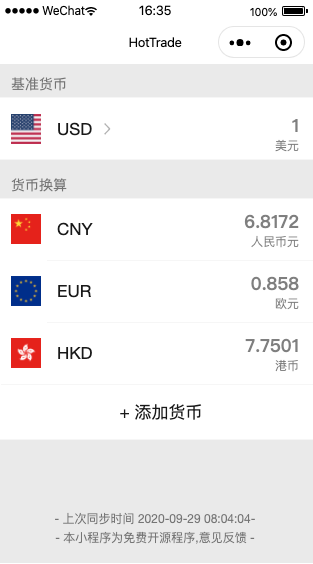 WeChat 16:35 100%
HotTrade
基准货币
USD 1
美元
货币换算
CNY 6.8172
人民币元
EUR 0.858
欧元
HKD 7.7501
港币
+ 添加货币
- 上次同步时间 2020-09-29 08:04:04-
- 本小程序为免费开源程序,意见反馈 -